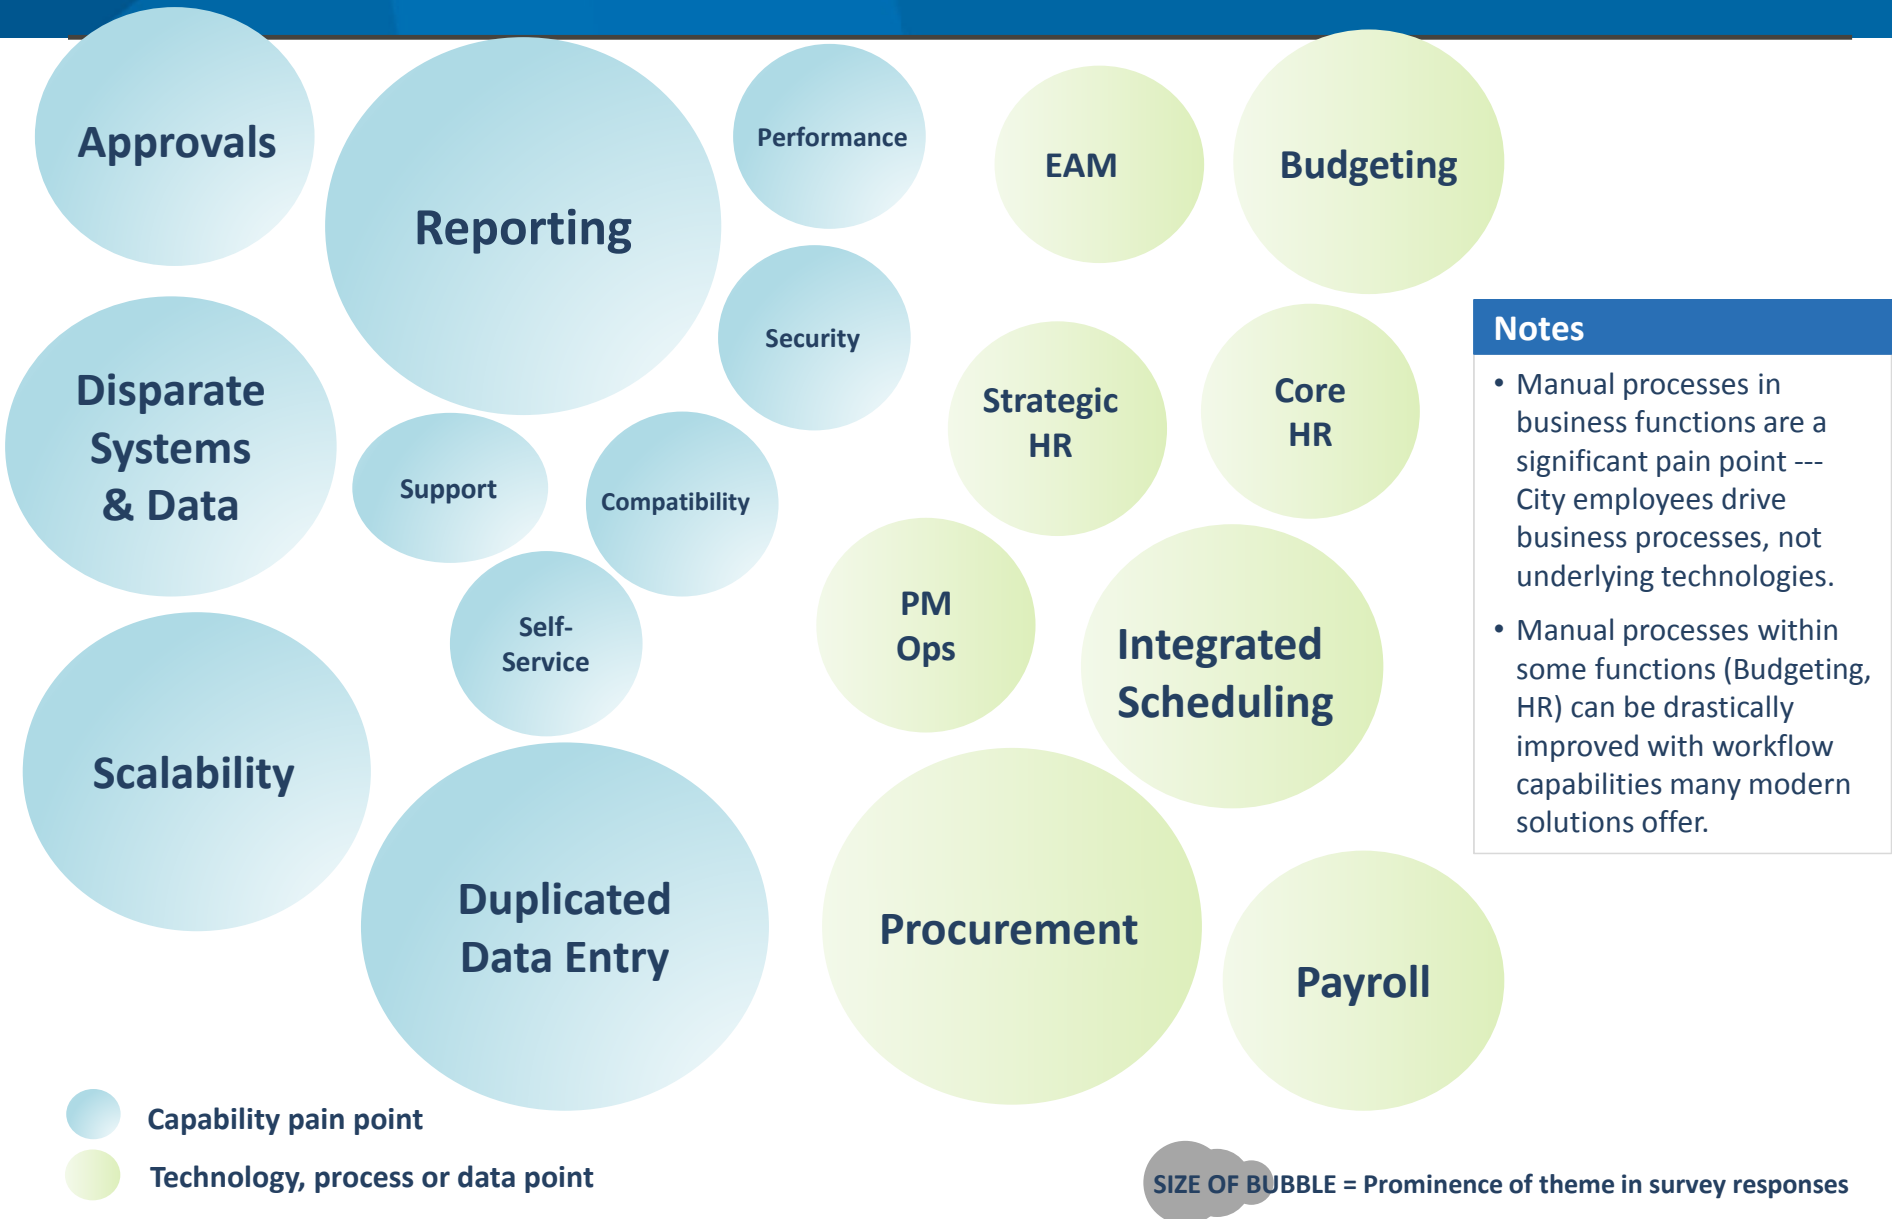 Approvals
Reporting
Performance
EAM
Budgeting
Security
Disparate
Systems
& Data
Strategic
HR
Core
HR
Support
Compatibility
Self-
Service
PM
Ops
Integrated
Scheduling
Scalability
Duplicated
Data Entry
Procurement
Payroll
Notes
• Manual processes in
business functions are a
significant pain point ---
City employees drive
business processes, not
underlying technologies.
• Manual processes within
some functions (Budgeting,
HR) can be drastically
improved with workflow
capabilities many modern
solutions offer.
Capability pain point
Technology, process or data point
SIZE OF BUBBLE = Prominence of theme in survey responses